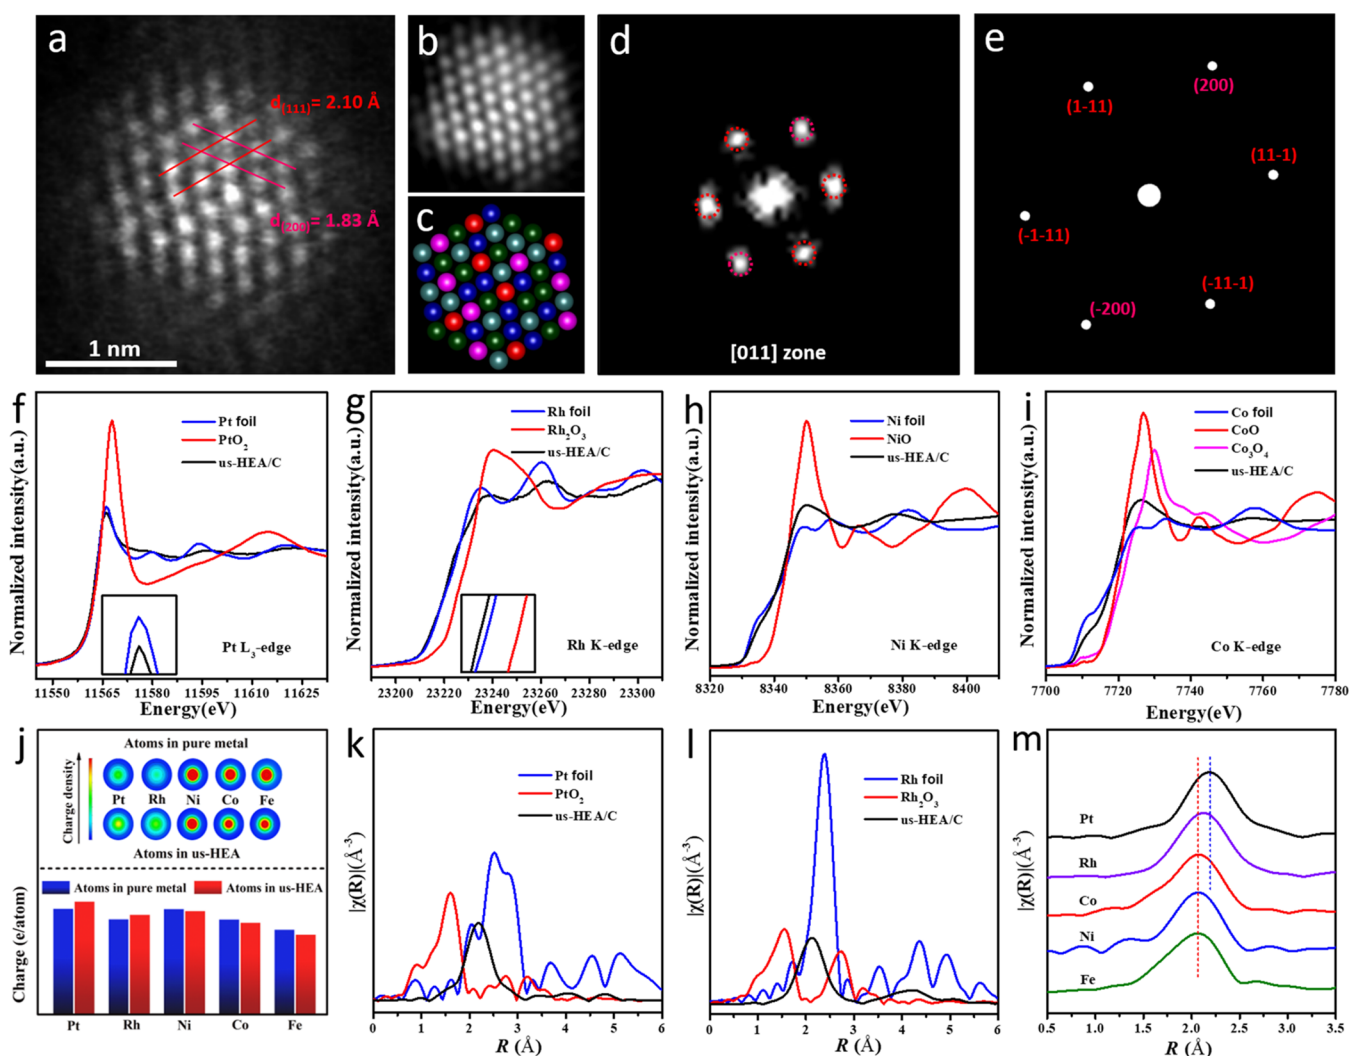 a
d(111)= 2.10 Å
d(200)= 1.83 Å
1 nm
b
c
d
[011] zone
e
(200)
(1-11)
(11-1)
(-1-11)
(-11-1)
(-200)
f
Normalized intensity(a.u.)
Pt foil
PtO2
us-HEA/C
Pt L3-edge
11550 11565 11580 11595 11610 11625
Energy(eV)
g
Normalized intensity(a.u.)
Rh foil
Rh2O3
us-HEA/C
Rh K-edge
23200 23220 23240 23260 23280 23300
Energy(eV)
h
Normalized intensity(a.u.)
Ni foil
NiO
us-HEA/C
Ni K-edge
8320 8340 8360 8380 8400
Energy(eV)
i
Normalized intensity(a.u.)
Co foil
CoO
Co3O4
us-HEA/C
Co K-edge
7700 7720 7740 7760 7780
Energy(eV)
j
Atoms in pure metal
Charge density
Pt Rh Ni Co Fe
Atoms in us-HEA
Atoms in pure metal Atoms in us-HEA
Charge (e/atom)
Pt Rh Ni Co Fe
k
|χ(R)|(Å-3)
Pt foil
PtO2
us-HEA/C
0 1 2 3 4 5 6
R (Å)
l
|χ(R)|(Å-3)
Rh foil
Rh2O3
us-HEA/C
0 1 2 3 4 5 6
R (Å)
m
|χ(R)|(Å-3)
Pt
Rh
Co
Ni
Fe
0.5 1.0 1.5 2.0 2.5 3.0 3.5
R (Å)